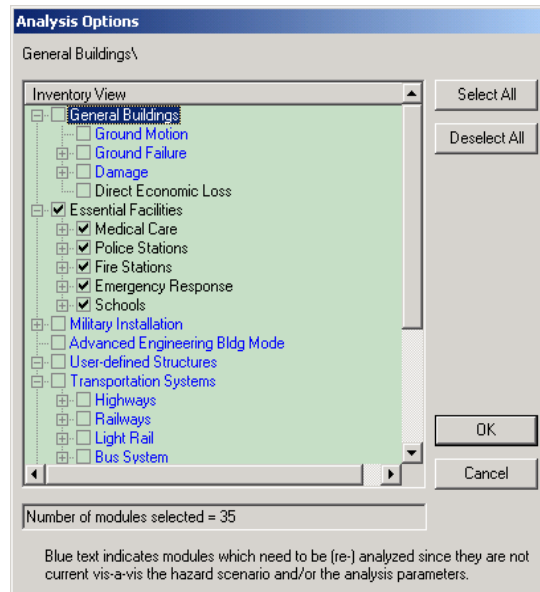 Analysis Options
General Buildings\
Inventory View
Select All
General Buildings
Ground Motion
Deselect All
Ground Failure
Damage
Direct Economic Loss
Essential Facilities
Medical Care
Police Stations
Fire Stations
Emergency Response
Schools
Military Installation
Advanced Engineering Bldg Mode
User-defined Structures
Transportation Systems
Highways
Railways
OK
Light Rail
Bus System
Cancel
Number of modules selected = 35
Blue text indicates modules which need to be (re-) analyzed since they are not
current vis-a-vis the hazard scenario and/or the analysis parameters.